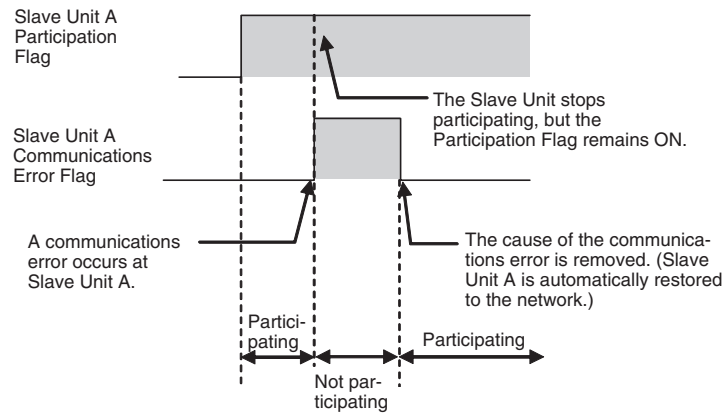 Slave Unit A
Participation
Flag
The Slave Unit stops
participating, but the
Participation Flag remains ON.
Slave Unit A
Communications
Error Flag
A communications
error occurs at
Slave Unit A.
The cause of the communica-
tions error is removed. (Slave
Unit A is automatically restored
to the network.)
Partici-
pating
Not par-
ticipating
Participating